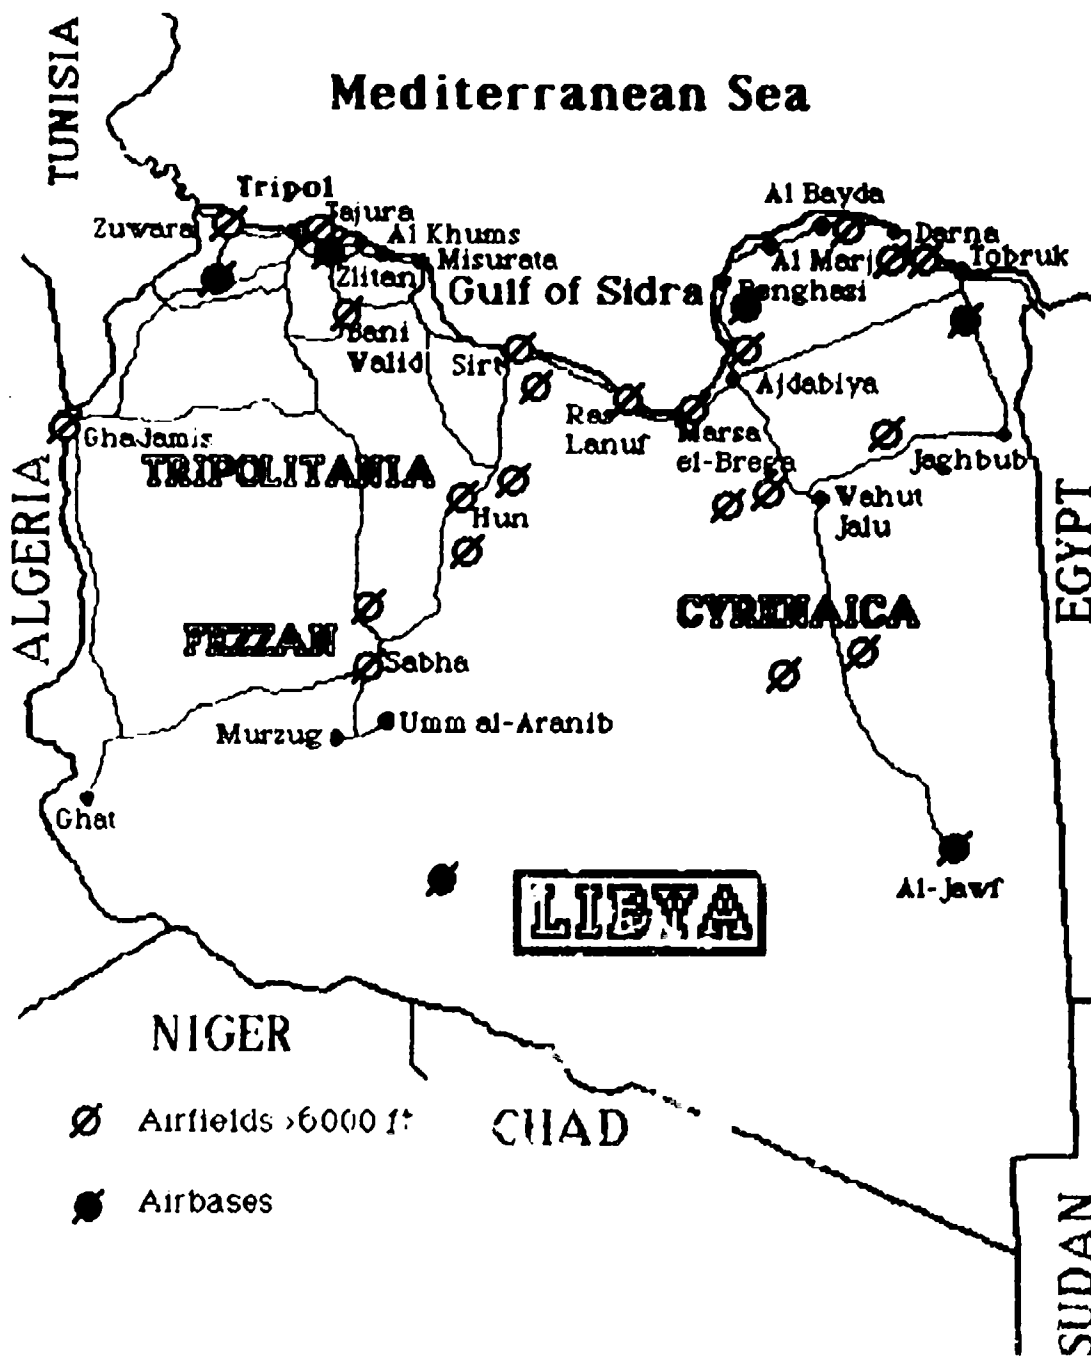 TUNISIA
Mediterranean Sea
Tripol
Tajura
Zuwara
Al Khums
Zlitan
Misurata
Gulf of Sidra
Al Bayda
Darna
Al Marj
Tobruk
Benghazi
Bani
Walid
Sirt
Ajdabiya
Ras
Lanuf
Marsa
el-Brega
Ghadamis
TRIPOLITANIA
Jaghbub
Hun
Wahut
Jalu
ALGERIA
EGYPT
FEZZAN
CYRENAICA
Sabha
Murzug
Umm al-Aranib
Ghat
Al-Jawf
LIBYA
NIGER
CHAD
SUDAN
Airfields >6000 ft
Airbases